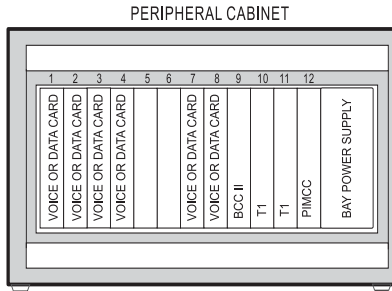 PERIPHERAL CABINET
1 2 3 4 5 6 7 8 9 10 11 12
VOICE OR DATA CARD
VOICE OR DATA CARD
VOICE OR DATA CARD
VOICE OR DATA CARD
VOICE OR DATA CARD
VOICE OR DATA CARD
BCC II
T1
T1
PIMCC
BAY POWER SUPPLY